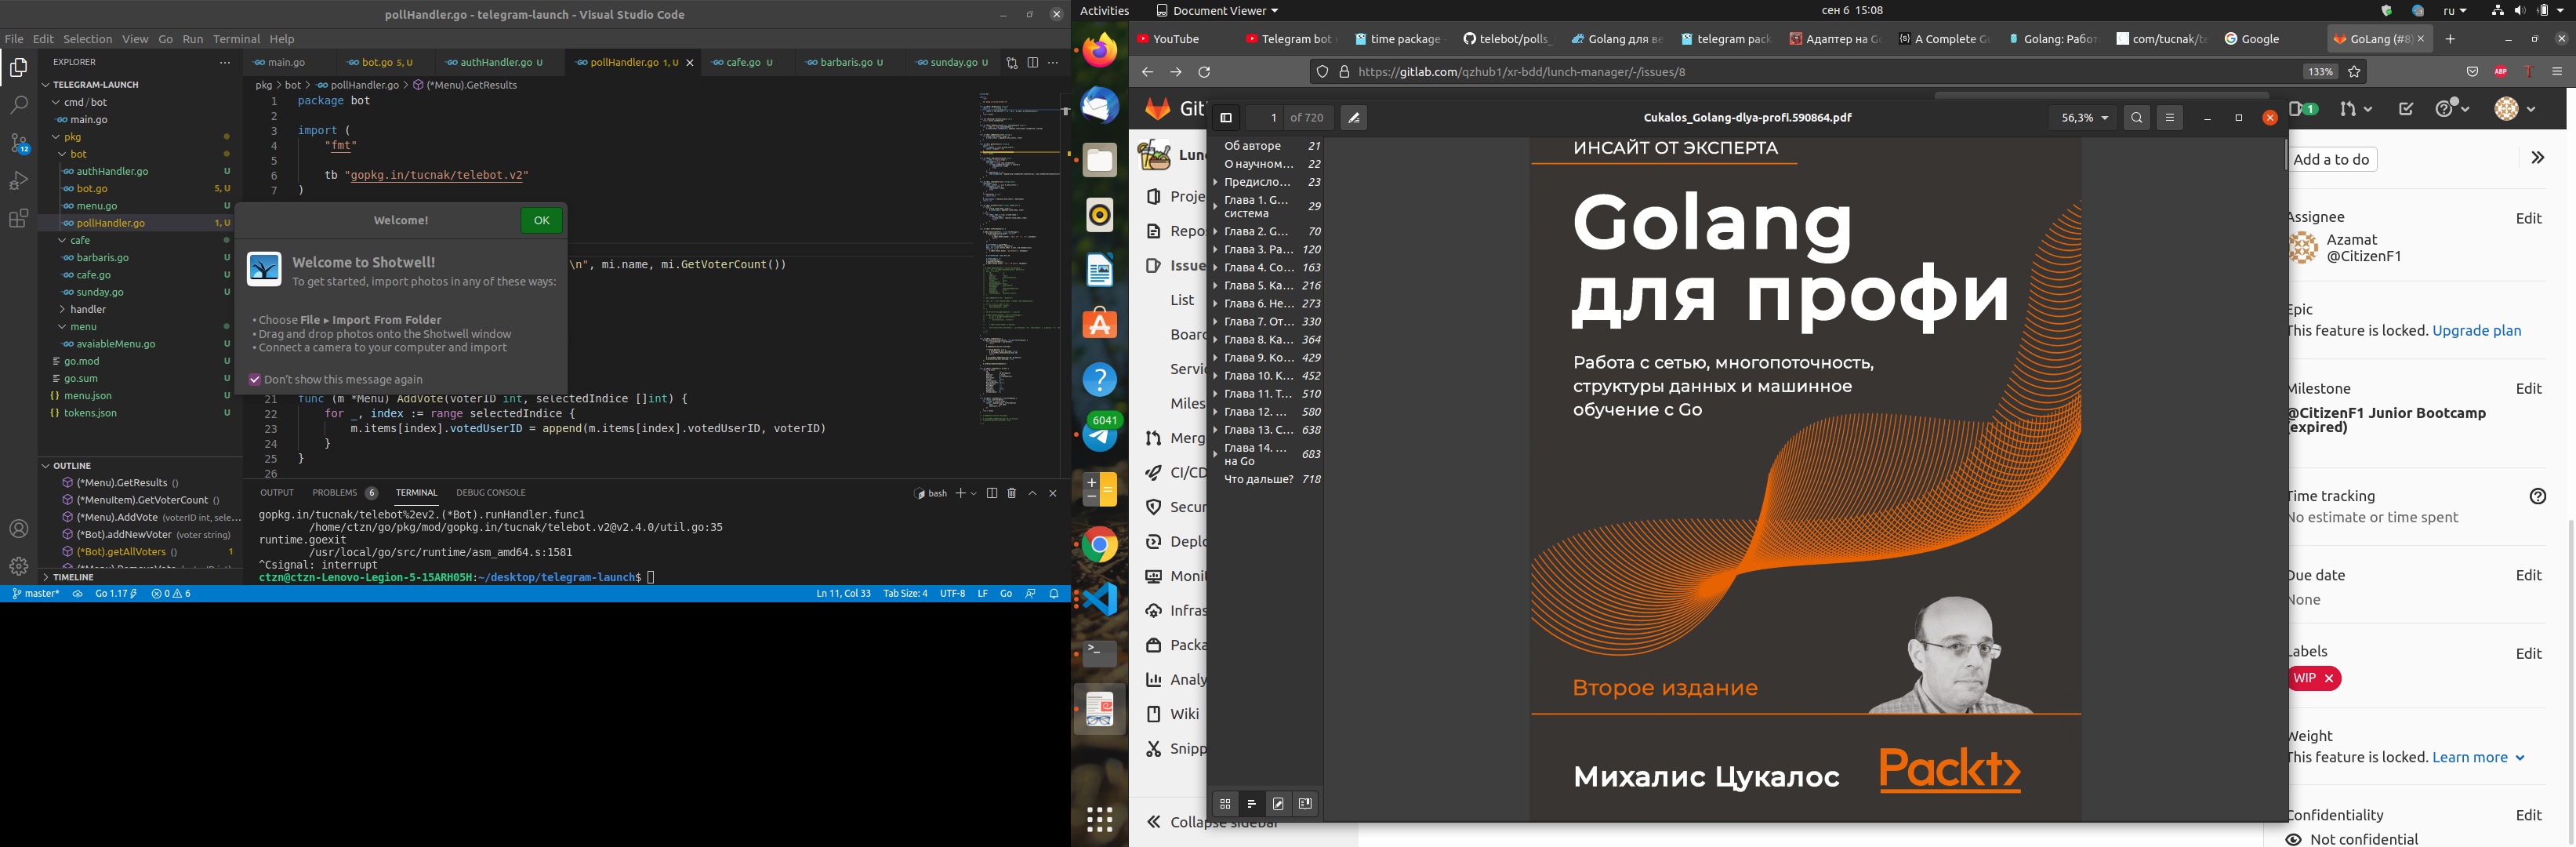 pollHandler.go - telegram-launch - Visual Studio Code
File Edit Selection View Go Run Terminal Help
EXPLORER
TELEGRAM-LAUNCH
cmd / bot
main.go
pkg
bot
authHandler.go U
bot.go 5, U
menu.go U
pollHandler.go 1, U
cafe
barbaris.go U
cafe.go U
sunday.go U
handler
menu
avaiableMenu.go U
go.mod U
go.sum U
menu.json U
tokens.json U
OUTLINE
(*Menu).GetResults ()
(*MenuItem).GetVoterCount ()
(*Menu).AddVote (voterID int, sele...
(*Bot).addNewVoter (voter string)
(*Bot).getAllVoters () 1
TIMELINE
main.go bot.go 5, U authHandler.go U pollHandler.go 1, U cafe.go U barbaris.go U sunday.go U
pkg > bot > pollHandler.go > (*Menu).GetResults
1 package bot
2
3 import (
4 "fmt"
5
6 tb "gopkg.in/tucnak/telebot.v2"
7 )
\n", mi.name, mi.GetVoterCount())
21 func (m *Menu) AddVote(voterID int, selectedIndice []int) {
22 for _, index := range selectedIndice {
23 m.items[index].votedUserID = append(m.items[index].votedUserID, voterID)
24 }
25 }
26
Welcome! OK
Welcome to Shotwell!
To get started, import photos in any of these ways:
• Choose File ▸ Import From Folder
• Drag and drop photos onto the Shotwell window
• Connect a camera to your computer and import
Don't show this message again
OUTPUT PROBLEMS 6 TERMINAL DEBUG CONSOLE bash
gopkg.in/tucnak/telebot%2ev2.(*Bot).runHandler.func1
/home/ctzn/go/pkg/mod/gopkg.in/tucnak/telebot.v2@v2.4.0/util.go:35
runtime.goexit
/usr/local/go/src/runtime/asm_amd64.s:1581
^Csignal: interrupt
ctzn@ctzn-Lenovo-Legion-5-15ARH05H:~/desktop/telegram-launch$
master* Go 1.17 0 6 Ln 11, Col 33 Tab Size: 4 UTF-8 LF Go
12
Activities Document Viewer сен 6 15:08 ru
YouTube Telegram bot time package telebot/polls_ Golang для ве telegram pack Адаптер на Go A Complete Gu Golang: Работ com/tucnak/te Google GoLang (#8)
https://gitlab.com/qzhub1/xr-bdd/lunch-manager/-/issues/8 133% ABP
6041
Git
Lun
Proje
Repo
Issue
List
Board
Servic
Miles
Merg
CI/CD
Secur
Deplo
Monit
Infras
Packa
Analy
Wiki
Snipp
Collapse sidebar
1 of 720 Cukalos_Golang-dlya-profi.590864.pdf 56,3%
Об авторе 21
О научном... 22
Предисло... 23
Глава 1. G...
система 29
Глава 2. G... 70
Глава 3. Ра... 120
Глава 4. Со... 163
Глава 5. Ка... 216
Глава 6. Не... 273
Глава 7. От... 330
Глава 8. Ка... 364
Глава 9. Ко... 429
Глава 10. К... 452
Глава 11. Т... 510
Глава 12. ... 580
Глава 13. С... 638
Глава 14. ...
на Go 683
Что дальше? 718
ИНСАЙТ ОТ ЭКСПЕРТА
Golang
для профи
Работа с сетью, многопоточность,
структуры данных и машинное
обучение с Go
Второе издание
Михалис Цукалос
Packt>
1
Add a to do
Assignee Edit
Azamat
@CitizenF1
Epic
This feature is locked. Upgrade plan
Milestone Edit
@CitizenF1 Junior Bootcamp
(expired)
Time tracking
No estimate or time spent
Due date Edit
None
Labels Edit
WIP
Weight
This feature is locked. Learn more
Confidentiality Edit
Not confidential